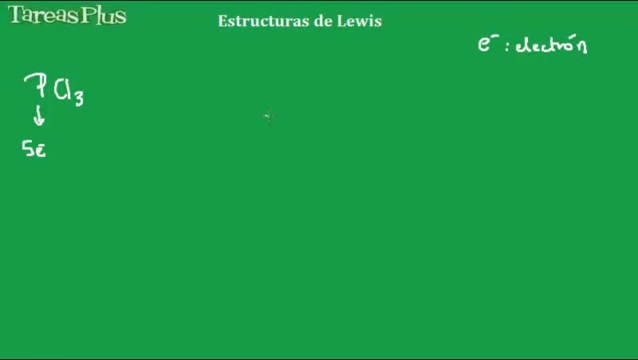 TareasPlus
Estructuras de Lewis
e⁻ : electrón
PCl₃
↓
5e⁻